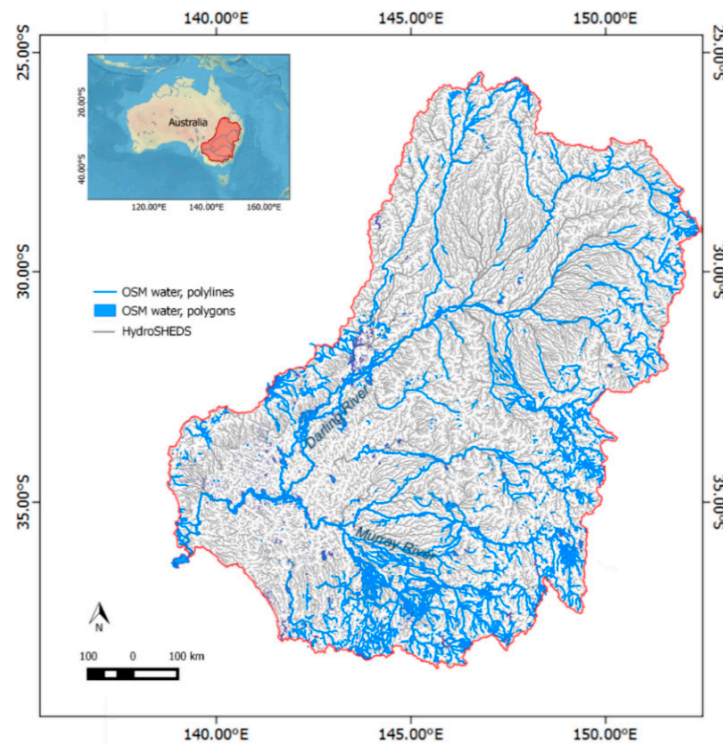 140.00°E 145.00°E 150.00°E
25.00°S
25.00°S
20.00°S
40.00°S
Australia
120.00°E 140.00°E 160.00°E
30.00°S
30.00°S
OSM water, polylines
OSM water, polygons
HydroSHEDS
Darling River
35.00°S
35.00°S
Murray River
N
100 0 100 km
140.00°E 145.00°E 150.00°E